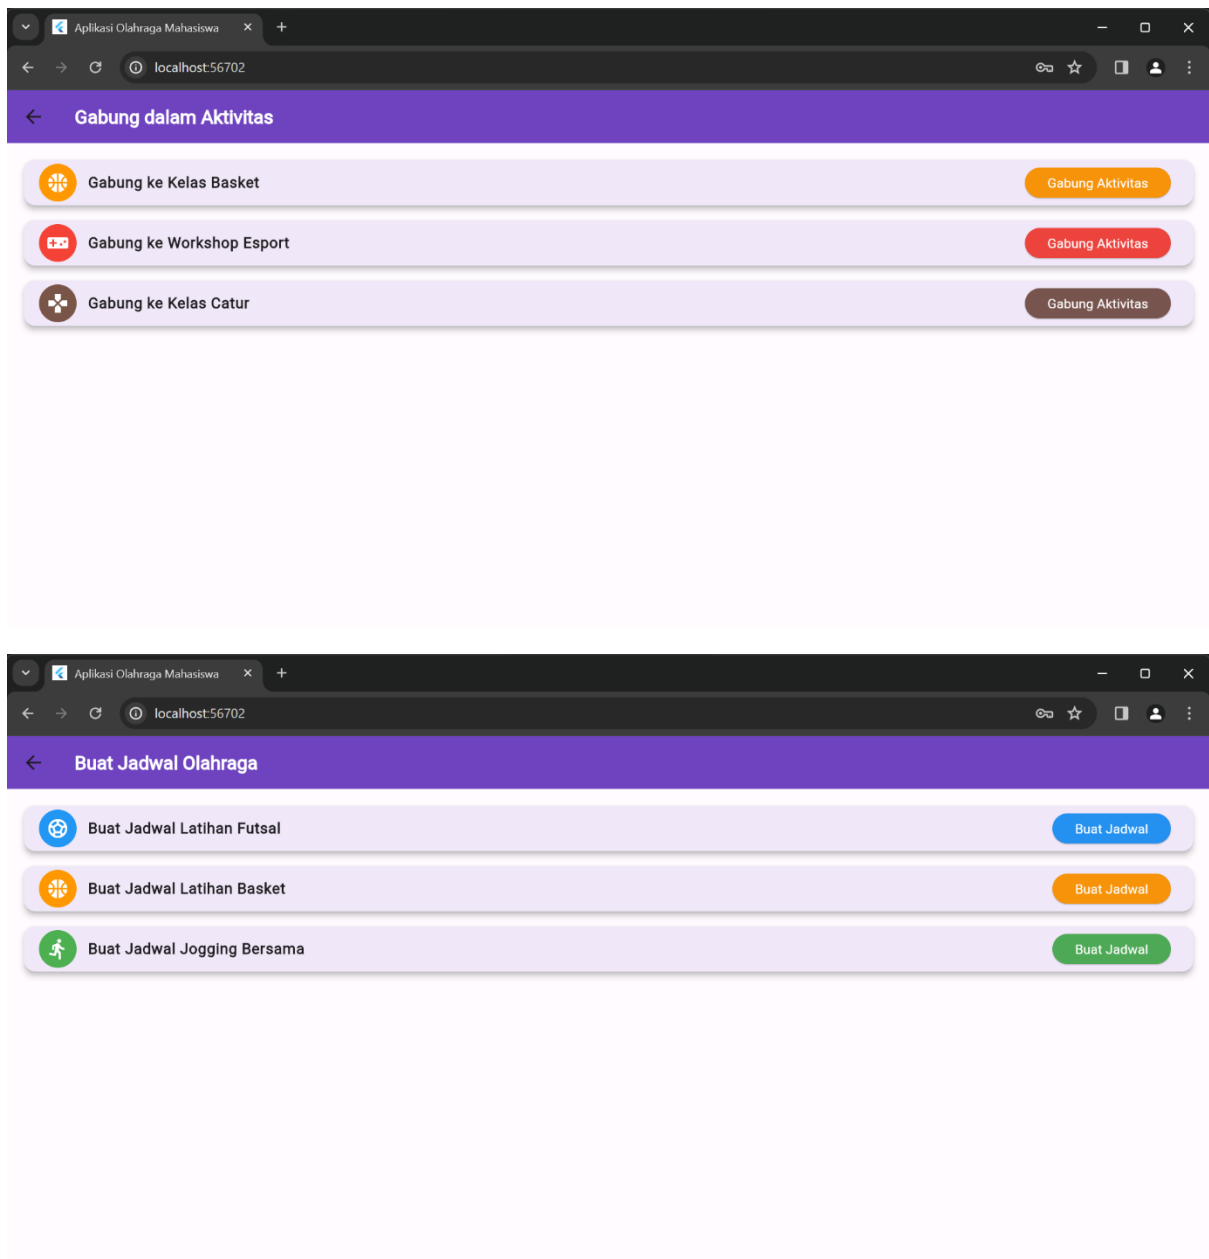 Aplikasi Olahraga Mahasiswa
localhost:56702
Gabung dalam Aktivitas
Gabung ke Kelas Basket
Gabung Aktivitas
Gabung ke Workshop Esport
Gabung Aktivitas
Gabung ke Kelas Catur
Gabung Aktivitas
Aplikasi Olahraga Mahasiswa
localhost:56702
Buat Jadwal Olahraga
Buat Jadwal Latihan Futsal
Buat Jadwal
Buat Jadwal Latihan Basket
Buat Jadwal
Buat Jadwal Jogging Bersama
Buat Jadwal